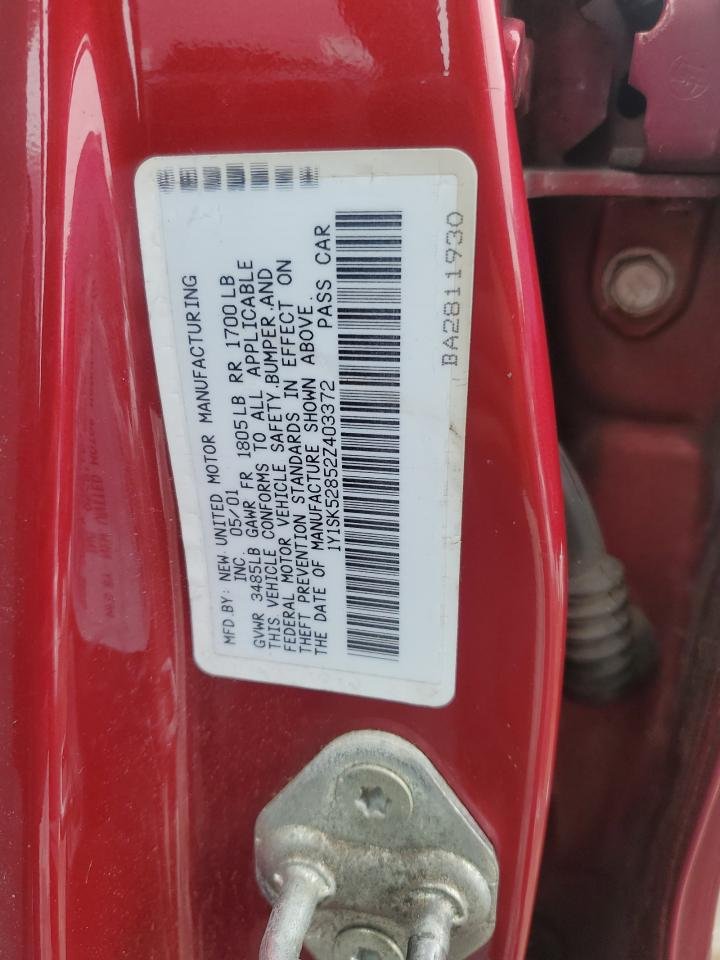 MFD.BY: NEW UNITED MOTOR MANUFACTURING
INC. 05/01
GVWR 3485LB GAWR FR 1805LB RR 1700LB
THIS VEHICLE CONFORMS TO ALL APPLICABLE
FEDERAL MOTOR VEHICLE SAFETY,BUMPER,AND
THEFT PREVENTION STANDARDS IN EFFECT ON
THE DATE OF MANUFACTURE SHOWN ABOVE.
1Y1SK52852Z403372 PASS CAR
BA2811930